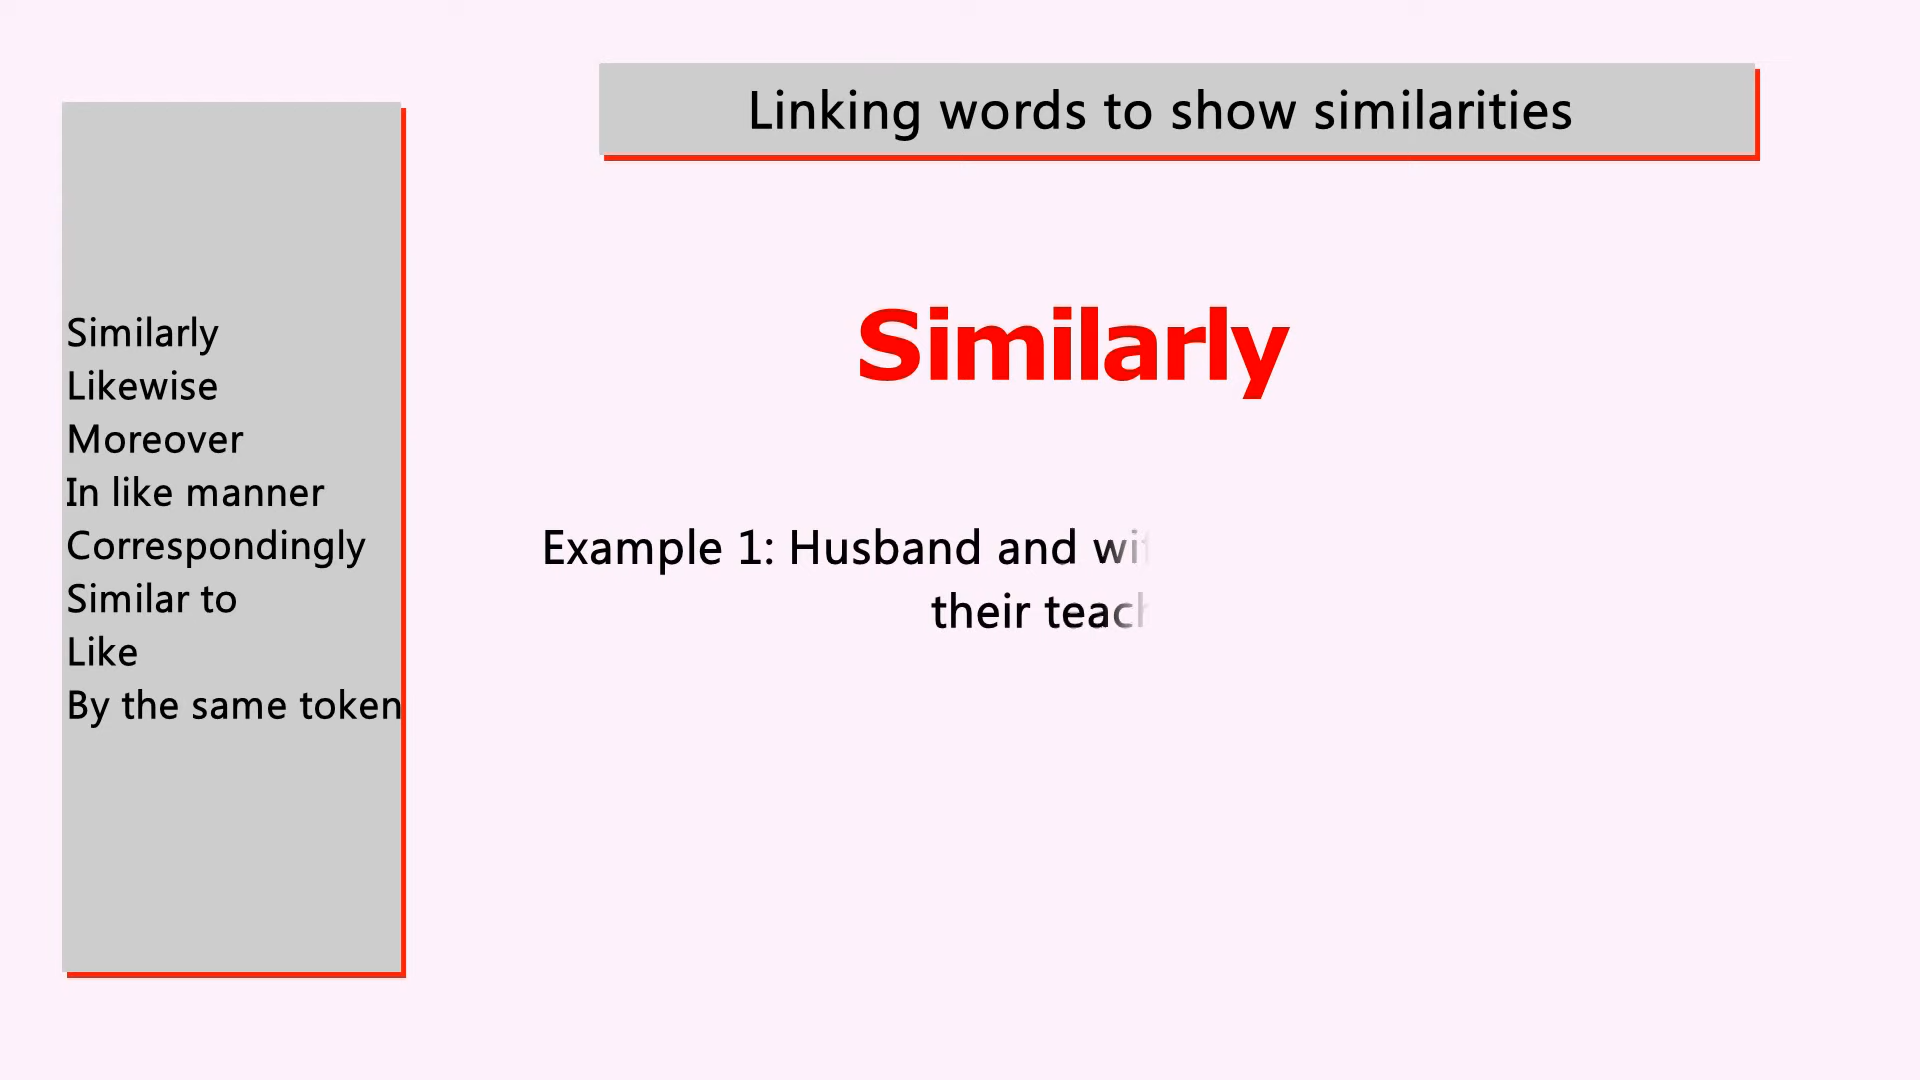 Linking words to show similarities
Similarly
Likewise
Moreover
In like manner
Correspondingly
Similar to
Like
By the same token
Similarly
Example 1: Husband and
their